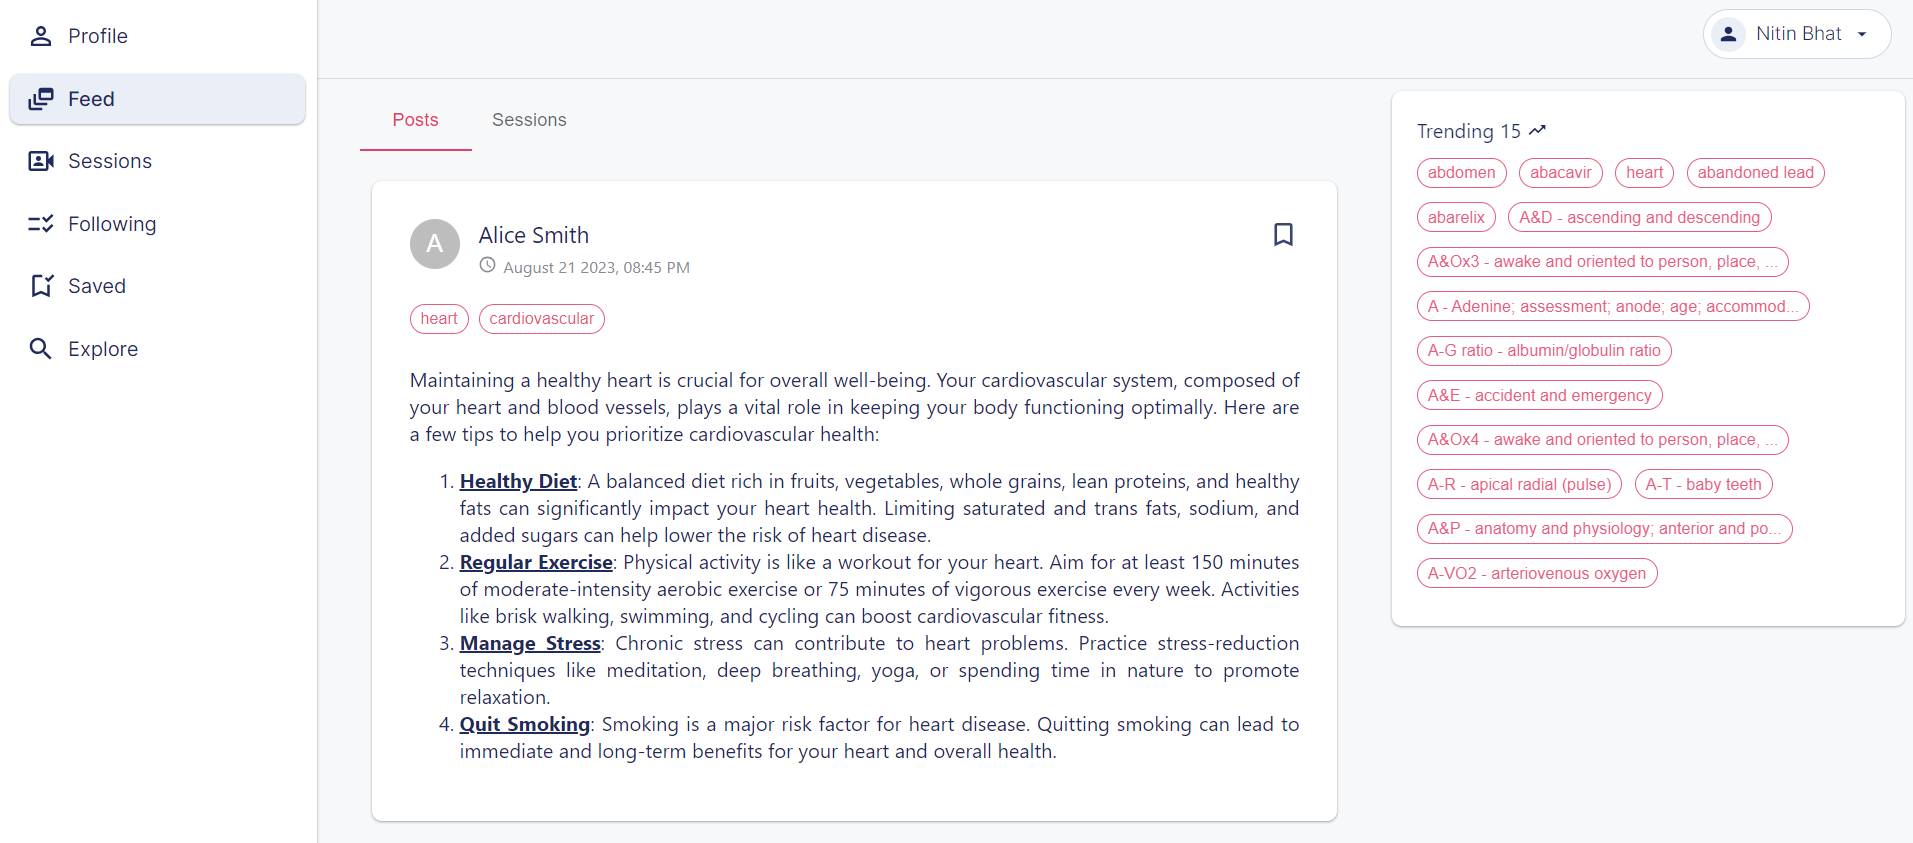 Profile
Feed
Sessions
Following
Saved
Explore
Nitin Bhat
Posts
Sessions
A
Alice Smith
August 21 2023, 08:45 PM
heart
cardiovascular
Maintaining a healthy heart is crucial for overall well-being. Your cardiovascular system, composed of
your heart and blood vessels, plays a vital role in keeping your body functioning optimally. Here are
a few tips to help you prioritize cardiovascular health:
1. Healthy Diet: A balanced diet rich in fruits, vegetables, whole grains, lean proteins, and healthy
fats can significantly impact your heart health. Limiting saturated and trans fats, sodium, and
added sugars can help lower the risk of heart disease.
2. Regular Exercise: Physical activity is like a workout for your heart. Aim for at least 150 minutes
of moderate-intensity aerobic exercise or 75 minutes of vigorous exercise every week. Activities
like brisk walking, swimming, and cycling can boost cardiovascular fitness.
3. Manage Stress: Chronic stress can contribute to heart problems. Practice stress-reduction
techniques like meditation, deep breathing, yoga, or spending time in nature to promote
relaxation.
4. Quit Smoking: Smoking is a major risk factor for heart disease. Quitting smoking can lead to
immediate and long-term benefits for your heart and overall health.
Trending 15
abdomen
abacavir
heart
abandoned lead
abarelix
A&D - ascending and descending
A&Ox3 - awake and oriented to person, place, ...
A - Adenine; assessment; anode; age; accommod...
A-G ratio - albumin/globulin ratio
A&E - accident and emergency
A&Ox4 - awake and oriented to person, place, ...
A-R - apical radial (pulse)
A-T - baby teeth
A&P - anatomy and physiology; anterior and po...
A-VO2 - arteriovenous oxygen